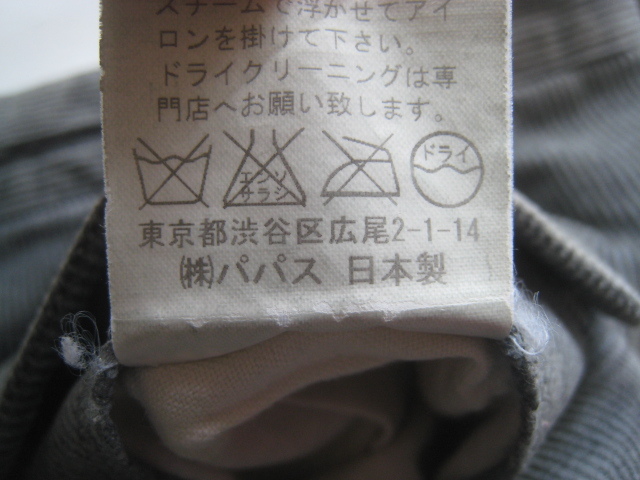 スチームで浮かせてアイ
ロンを掛けて下さい。
ドライクリーニングは専
門店へお願い致します。
エンソ
サラシ
ドライ
東京都渋谷区広尾2-1-14
㈱パパス 日本製